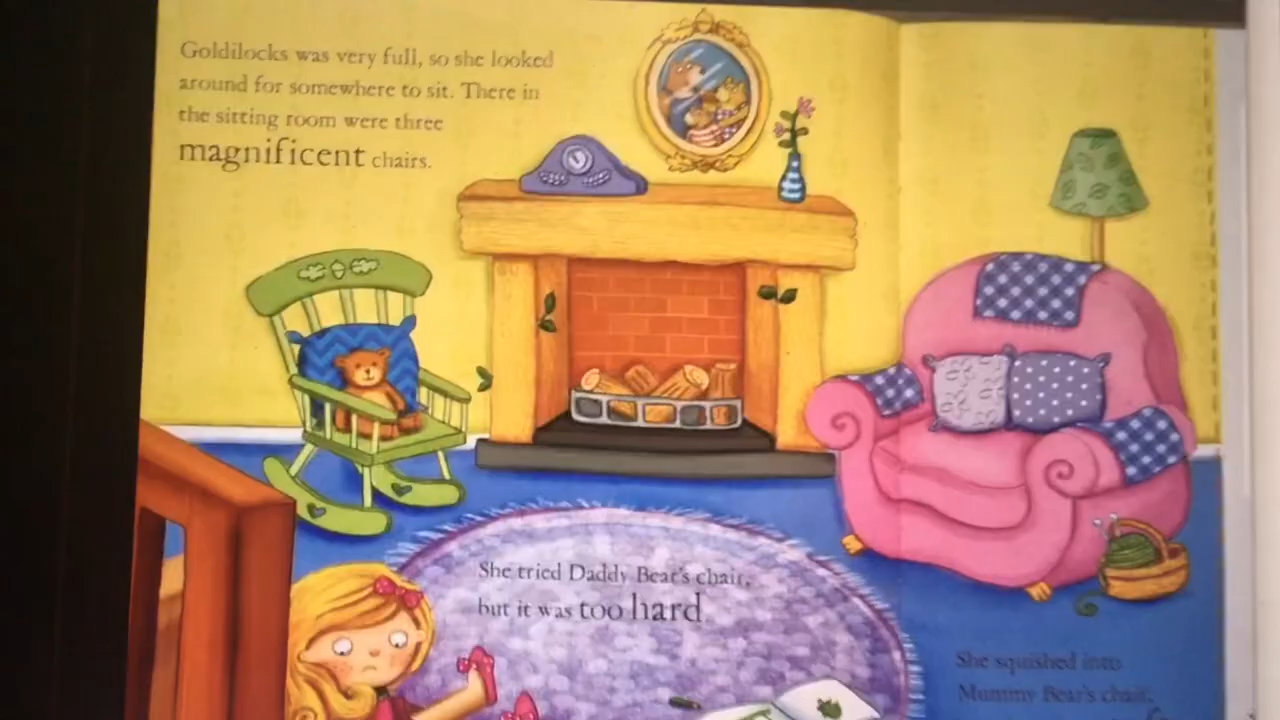 Goldilocks was very full, so she looked
around for somewhere to sit. There in
the sitting room were three
magnificent chairs.
She tried Daddy Bear's chair,
but it was too hard
She squished into
Mummy Bear's chair,